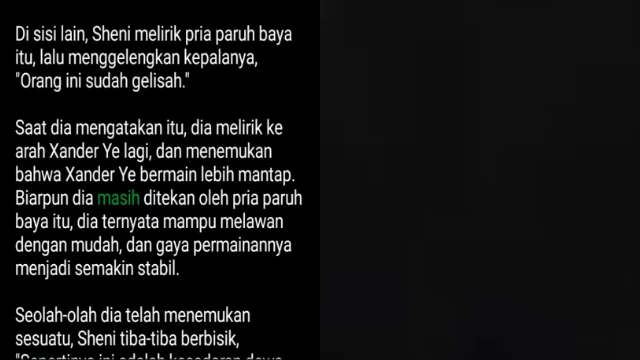 Di sisi lain, Sheni melirik pria paruh baya
itu, lalu menggelengkan kepalanya,
"Orang ini sudah gelisah."
Saat dia mengatakan itu, dia melirik ke
arah Xander Ye lagi, dan menemukan
bahwa Xander Ye bermain lebih mantap.
Biarpun dia masih ditekan oleh pria paruh
baya itu, dia ternyata mampu melawan
dengan mudah, dan gaya permainannya
menjadi semakin stabil.
Seolah-olah dia telah menemukan
sesuatu, Sheni tiba-tiba berbisik,